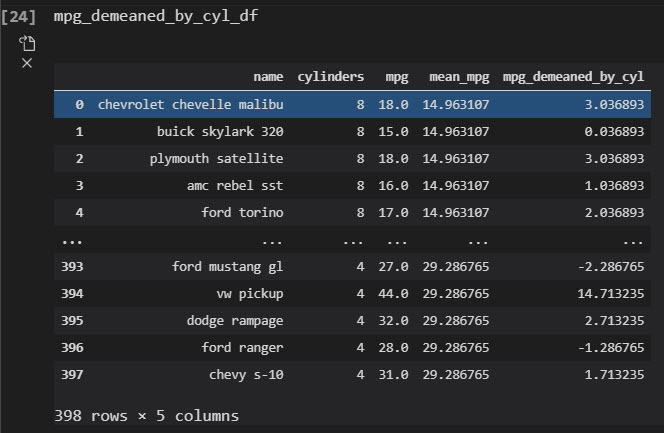 [24] mpg_demeaned_by_cyl_df
name cylinders mpg mean_mpg mpg_demeaned_by_cyl
0 chevrolet chevelle malibu 8 18.0 14.963107 3.036893
1 buick skylark 320 8 15.0 14.963107 0.036893
2 plymouth satellite 8 18.0 14.963107 3.036893
3 amc rebel sst 8 16.0 14.963107 1.036893
4 ford torino 8 17.0 14.963107 2.036893
... ... ... ... ... ...
393 ford mustang gl 4 27.0 29.286765 -2.286765
394 vw pickup 4 44.0 29.286765 14.713235
395 dodge rampage 4 32.0 29.286765 2.713235
396 ford ranger 4 28.0 29.286765 -1.286765
397 chevy s-10 4 31.0 29.286765 1.713235
398 rows × 5 columns